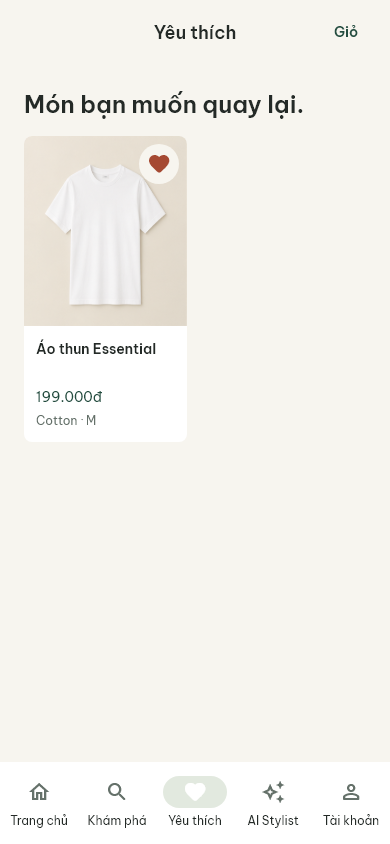 Yêu thích
Giỏ
Món bạn muốn quay lại.
Áo thun Essential
199.000đ
Cotton · M
Trang chủ
Khám phá
Yêu thích
AI Stylist
Tài khoản